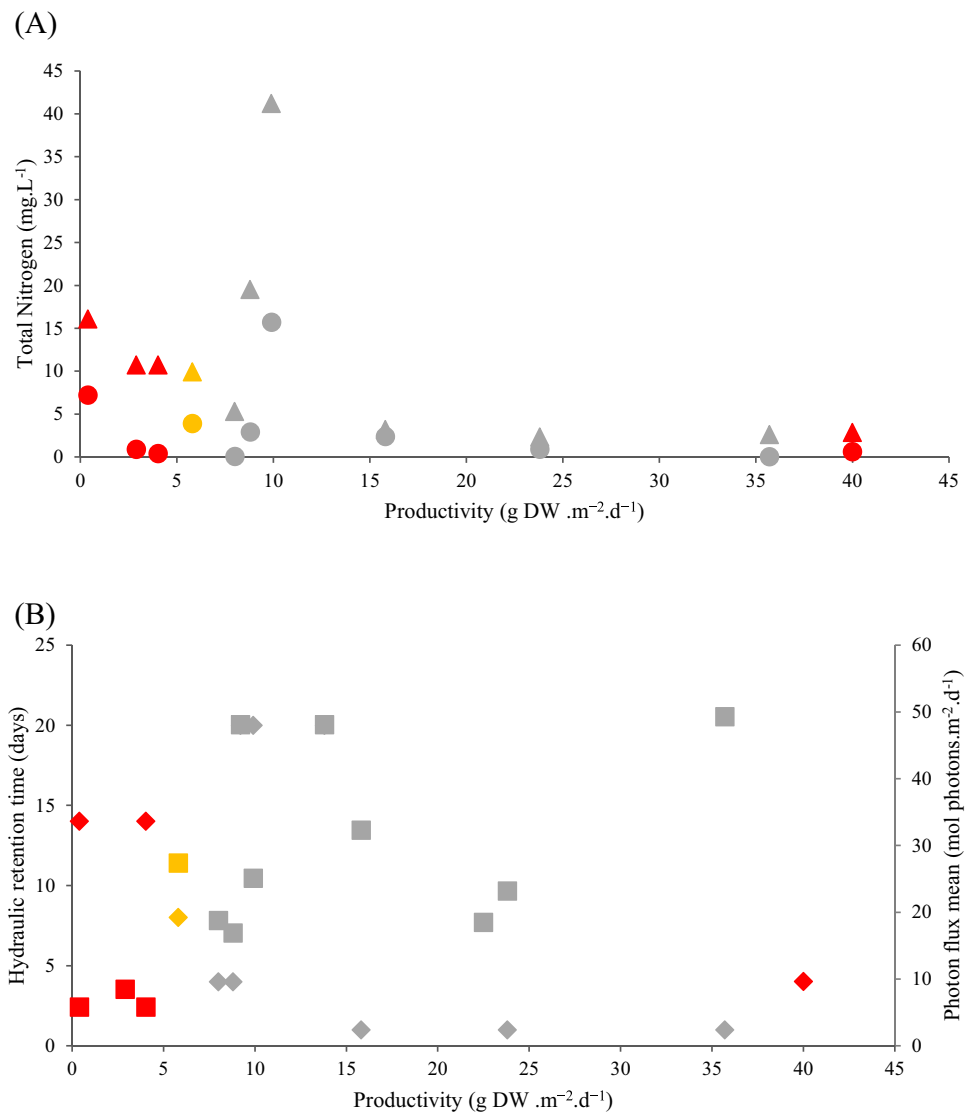 (A)
45
40
35
30
25
20
15
10
5
0
Total Nitrogen (mg.L⁻¹)
0 5 10 15 20 25 30 35 40 45
Productivity (g DW .m⁻².d⁻¹)
(B)
25
20
15
10
5
0
Hydraulic retention time (days)
60
50
40
30
20
10
0
Photon flux mean (mol photons.m⁻².d⁻¹)
0 5 10 15 20 25 30 35 40 45
Productivity (g DW .m⁻².d⁻¹)